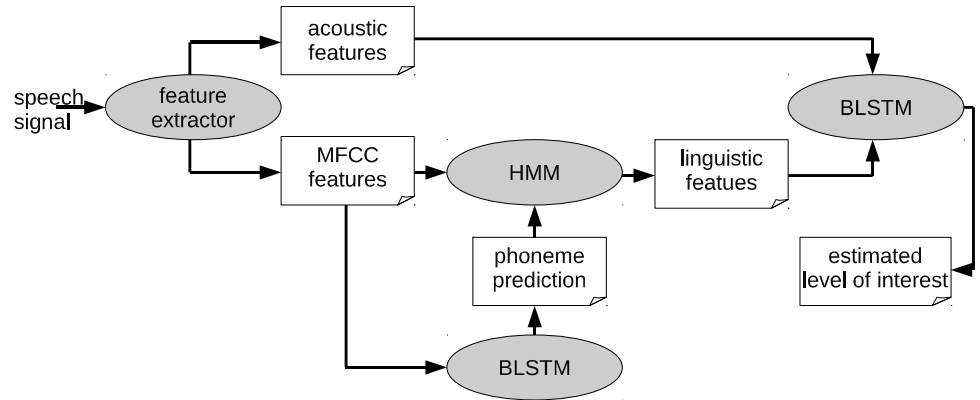 acoustic
features
speech
signal
feature
extractor
BLSTM
MFCC
features
HMM
linguistic
featues
phoneme
prediction
estimated
level of interest
BLSTM